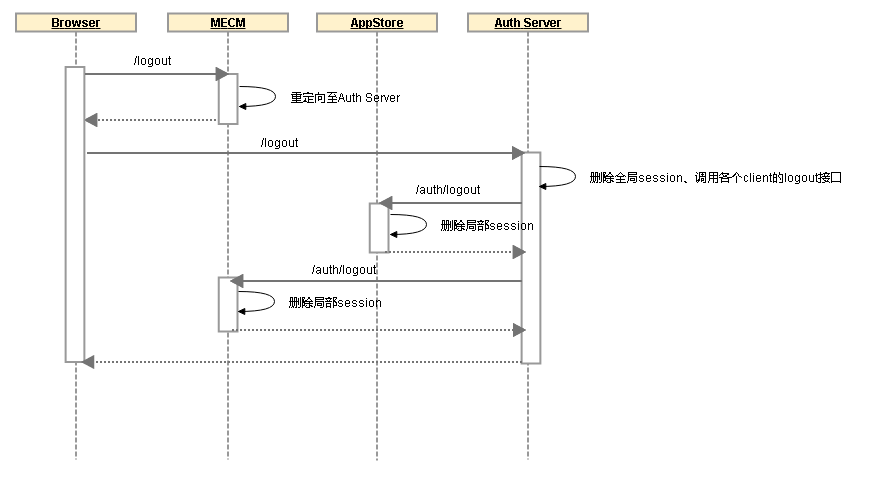 Browser
MECM
AppStore
Auth Server
/logout
重定向至Auth Server
/logout
删除全局session、调用各个client的logout接口
/auth/logout
删除局部session
/auth/logout
删除局部session